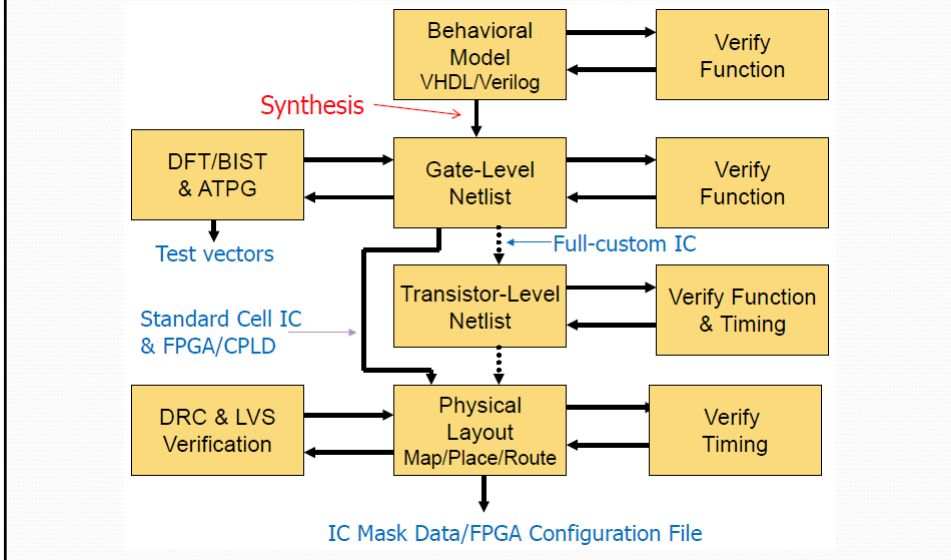 Behavioral
Model
VHDL/Verilog
Verify
Function
Synthesis
DFT/BIST
& ATPG
Gate-Level
Netlist
Verify
Function
Test vectors
Full-custom IC
Standard Cell IC
& FPGA/CPLD
Transistor-Level
Netlist
Verify Function
& Timing
DRC & LVS
Verification
Physical
Layout
Map/Place/Route
Verify
Timing
IC Mask Data/FPGA Configuration File